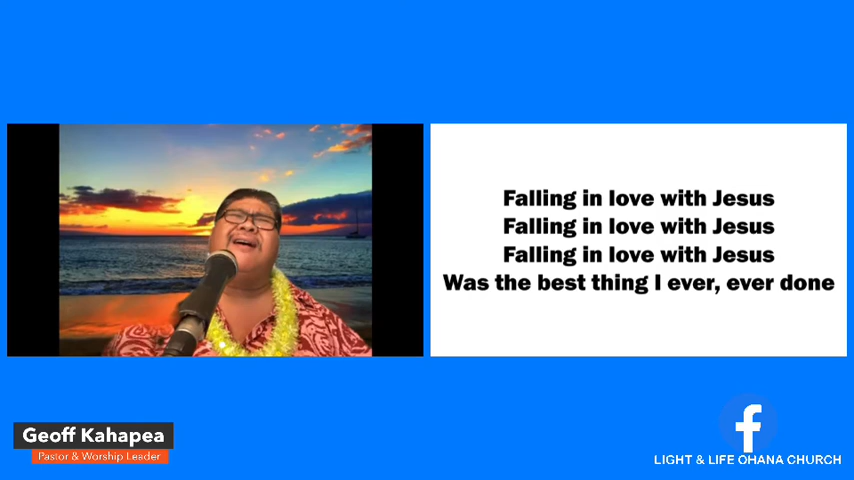 Falling in love with Jesus
Falling in love with Jesus
Falling in love with Jesus
Was the best thing I ever, ever done
Geoff Kahapea
Pastor & Worship Leader
LIGHT & LIFE OHANA CHURCH